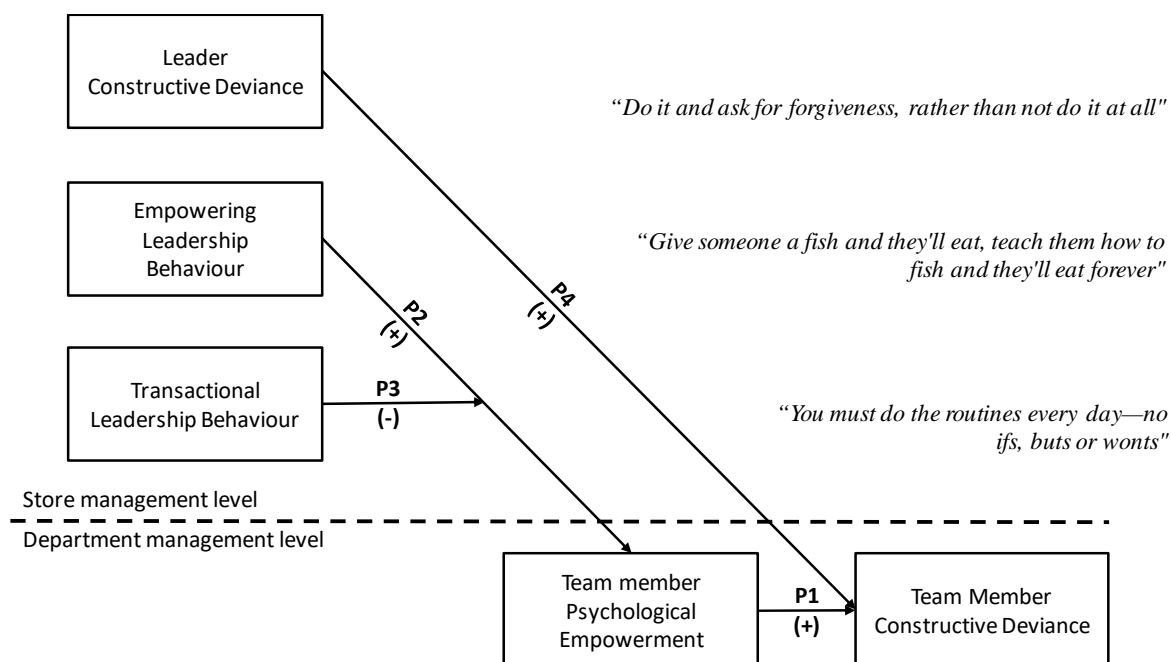 Leader
Constructive Deviance
“Do it and ask for forgiveness, rather than not do it at all"
Empowering
Leadership
Behaviour
“Give someone a fish and they'll eat, teach them how to
fish and they'll eat forever"
P4
(+)
P2
(+)
Transactional
Leadership Behaviour
P3
(-)
“You must do the routines every day—no
ifs, buts or wonts"
Store management level
Department management level
Team member
Psychological
Empowerment
P1
(+)
Team Member
Constructive Deviance